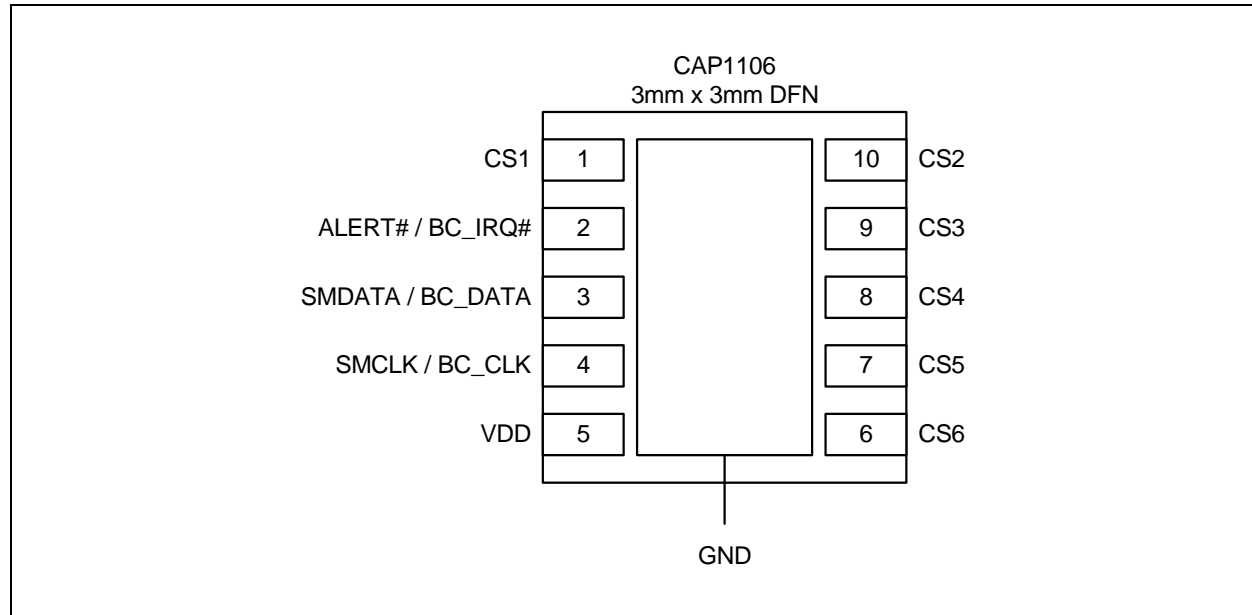 CAP1106
3mm x 3mm DFN
CS1 1 10 CS2
ALERT# / BC_IRQ# 2 9 CS3
SMDATA / BC_DATA 3 8 CS4
SMCLK / BC_CLK 4 7 CS5
VDD 5 6 CS6
GND